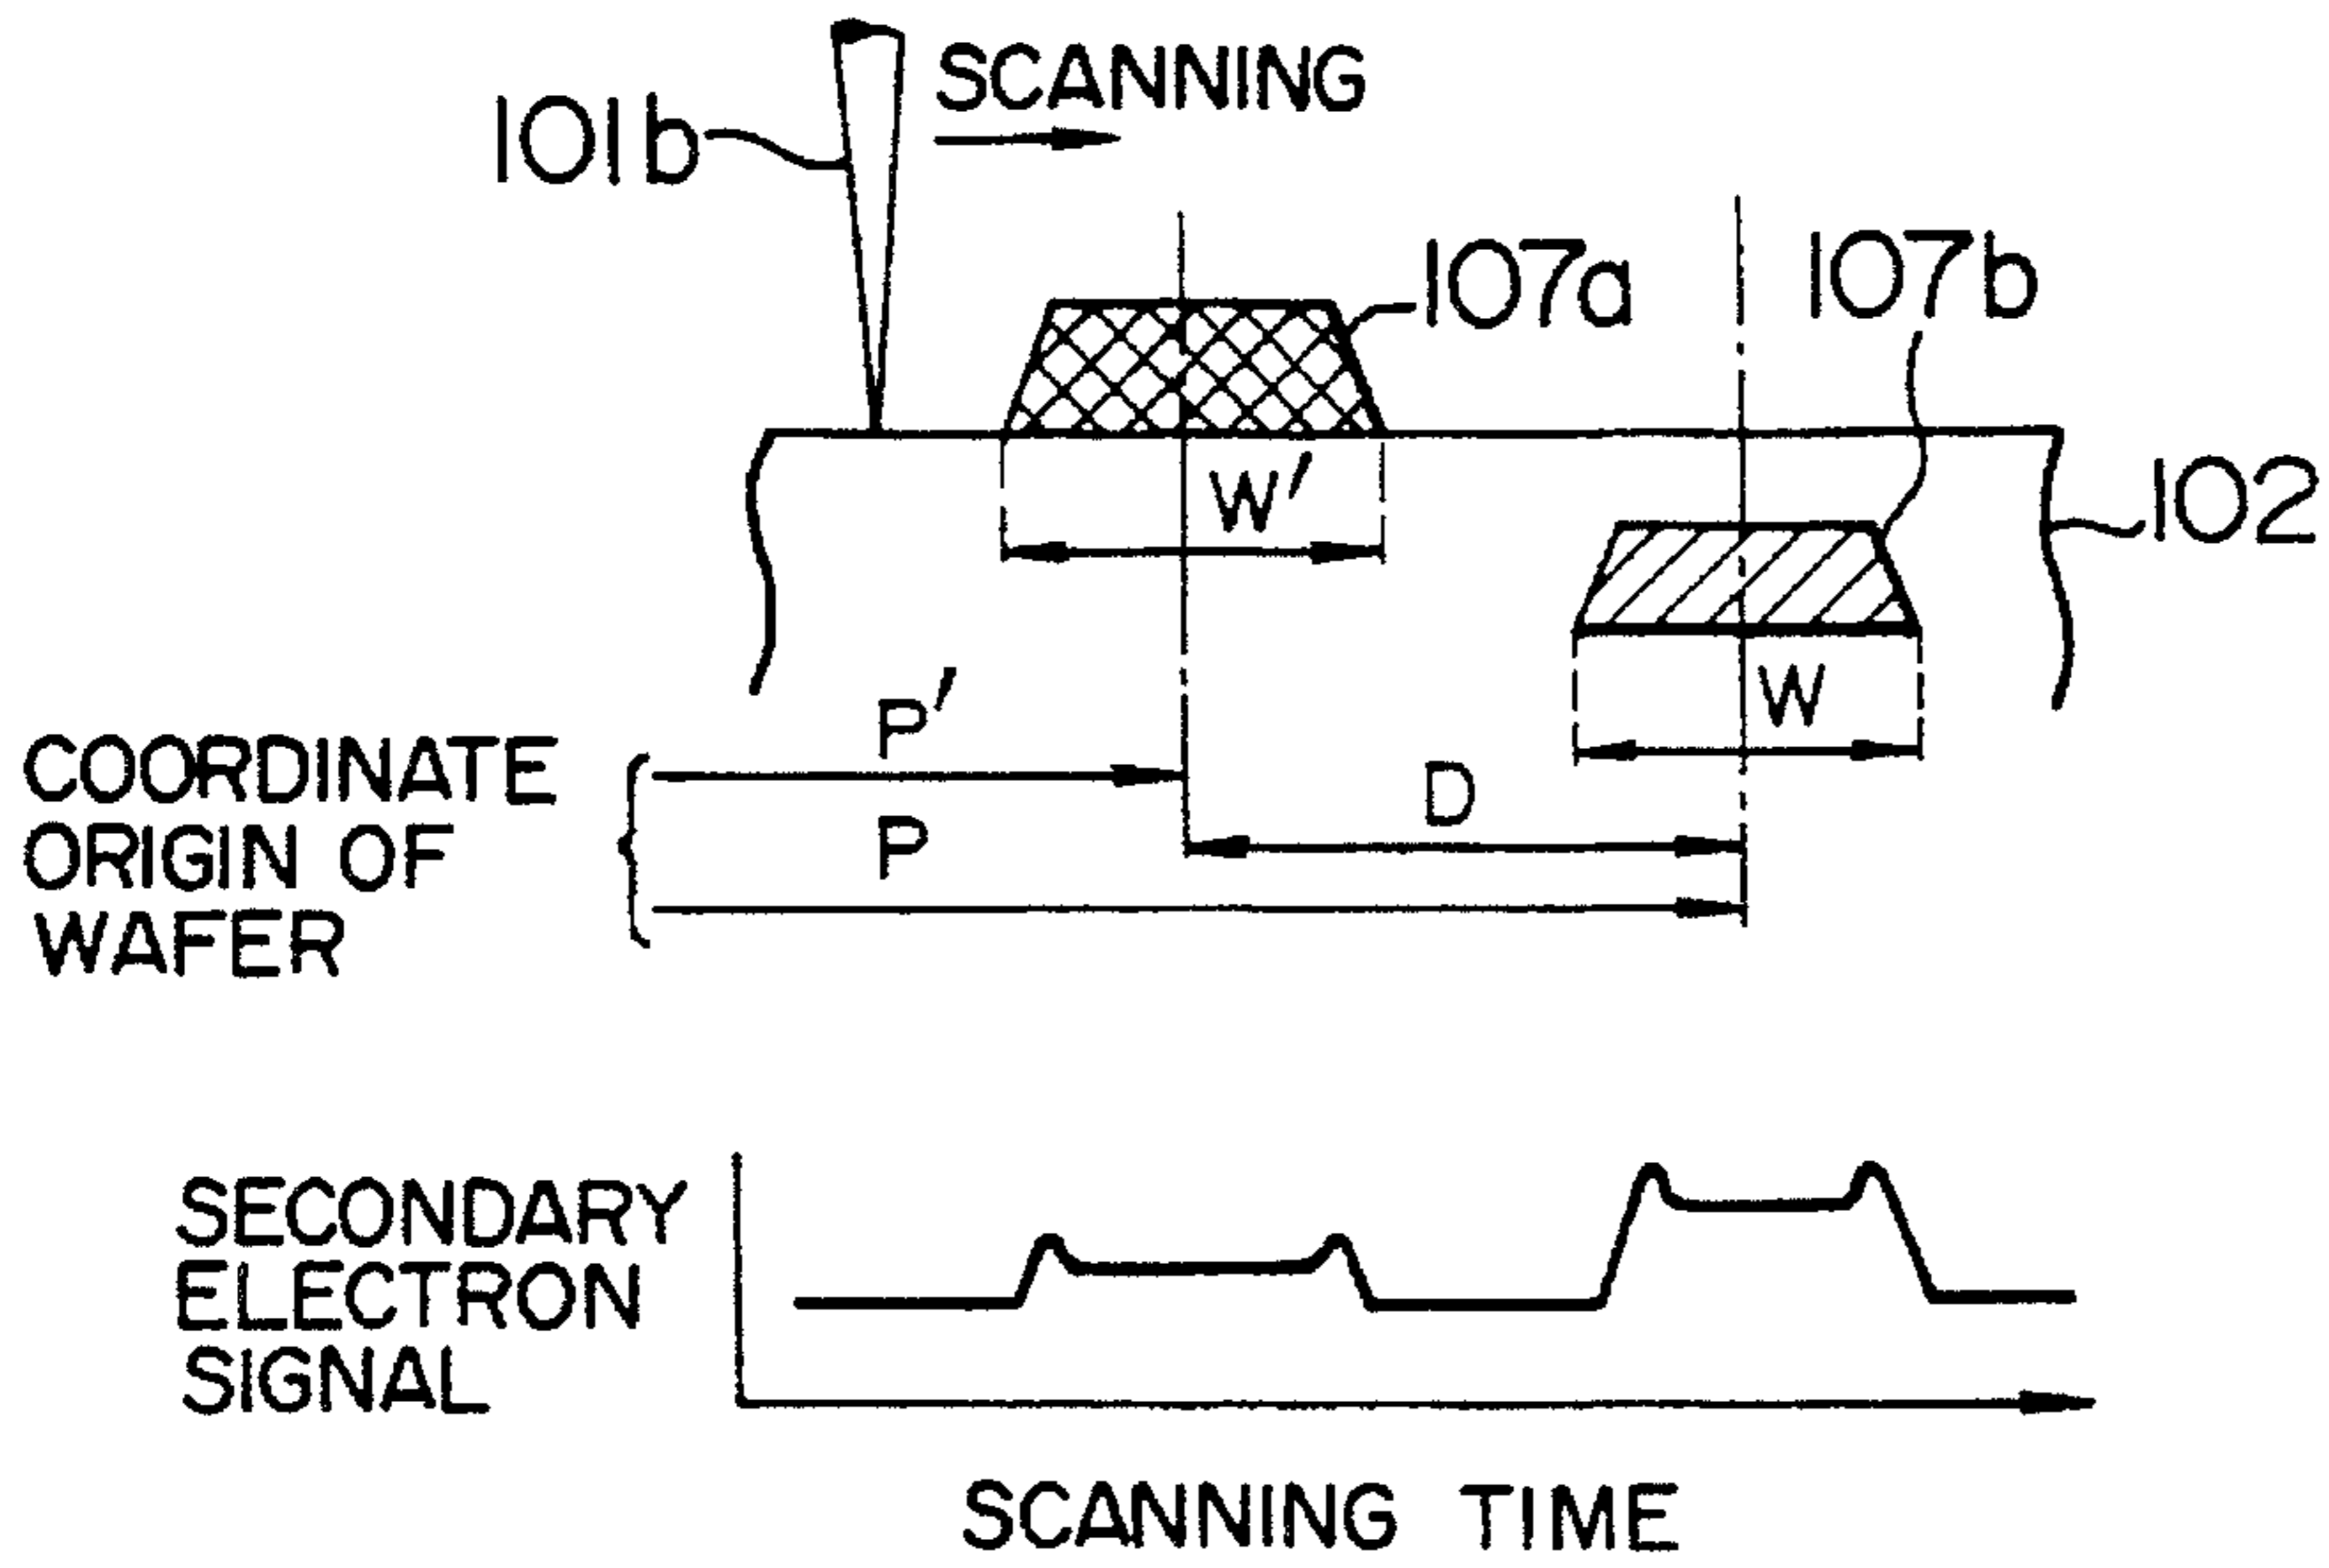 SCANNING
101b
107a
107b
W'
102
W
P'
COORDINATE
ORIGIN OF
WAFER
D
P
SECONDARY
ELECTRON
SIGNAL
SCANNING TIME